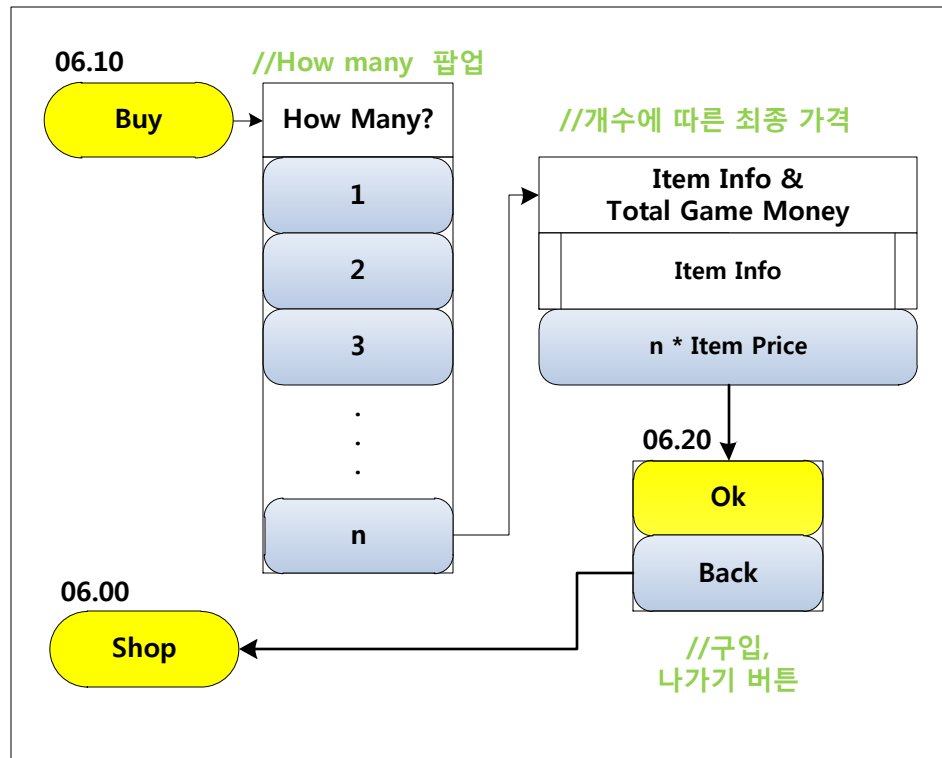 06.10
Buy
//How many 팝업
How Many?
1
2
3
.
.
.
n
//개수에 따른 최종 가격
Item Info &
Total Game Money
Item Info
n * Item Price
06.20
Ok
Back
//구입,
나가기 버튼
06.00
Shop